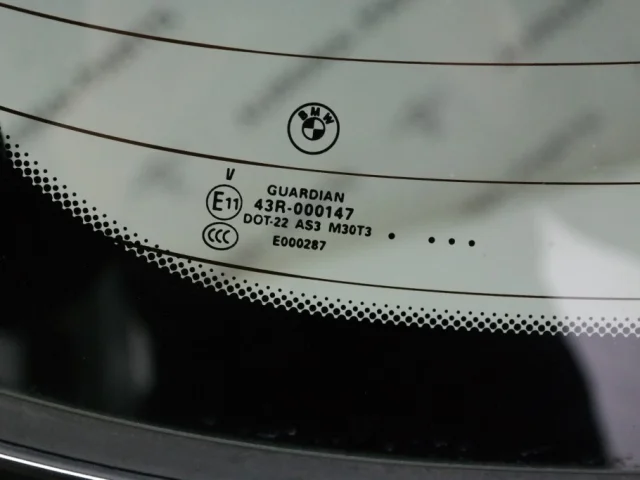 BMW
V
GUARDIAN
E11 43R-000147
DOT-22 AS3 M30T3
CCC E000287